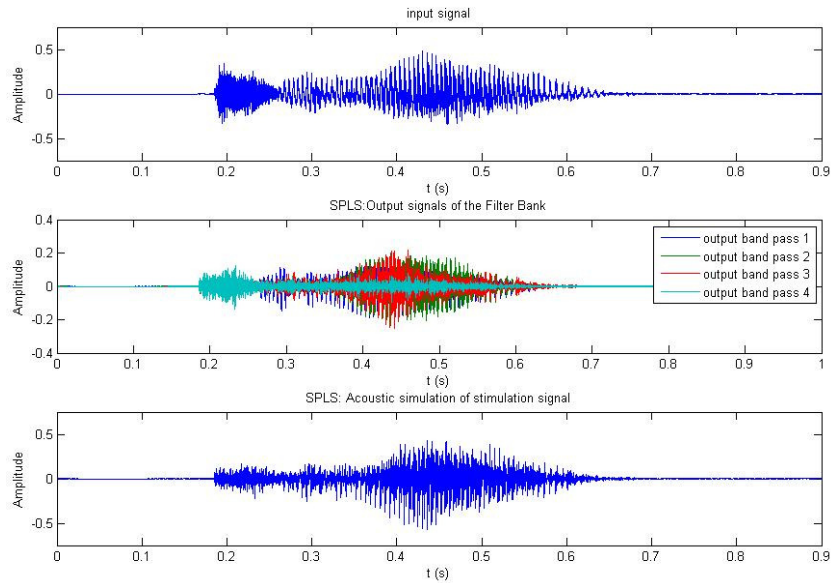 input signal
0.5
0
-0.5
Amplitude
0 0.1 0.2 0.3 0.4 0.5 0.6 0.7 0.8 0.9
t (s)
SPLS:Output signals of the Filter Bank
0.4
0.2
0
-0.2
-0.4
Amplitude
output band pass 1
output band pass 2
output band pass 3
output band pass 4
0 0.1 0.2 0.3 0.4 0.5 0.6 0.7 0.8 0.9 1
t (s)
SPLS: Acoustic simulation of stimulation signal
0.5
0
-0.5
Amplitude
0 0.1 0.2 0.3 0.4 0.5 0.6 0.7 0.8 0.9
t (s)